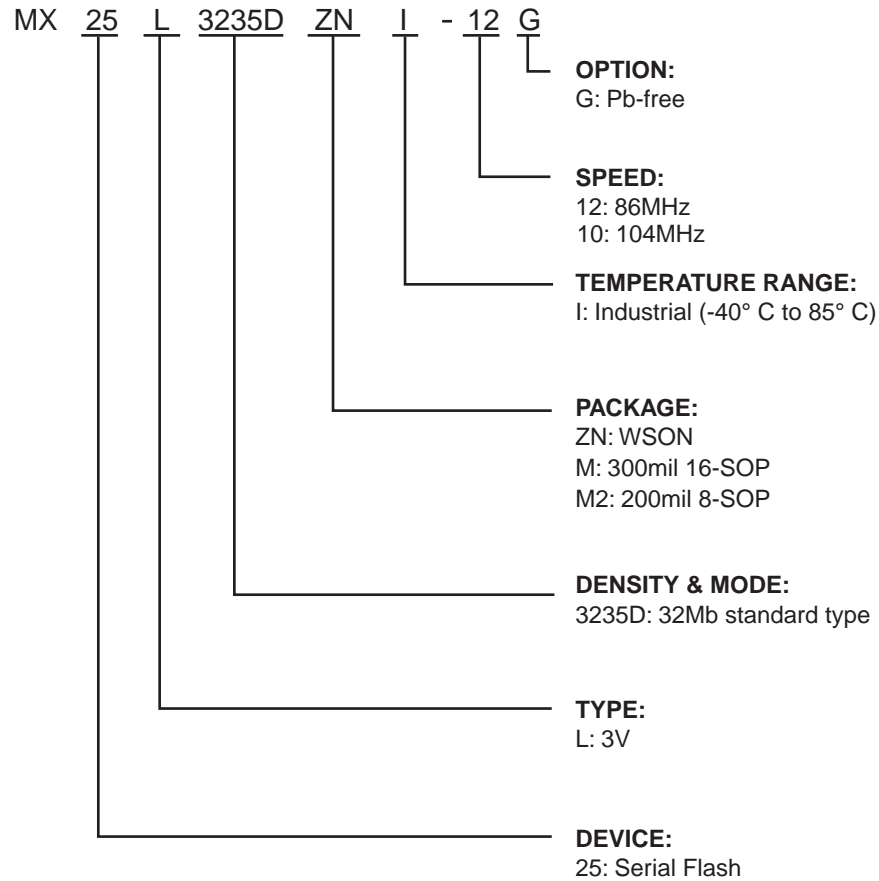 MX 25 L 3235D ZN I - 12 G
OPTION:
G: Pb-free
SPEED:
12: 86MHz
10: 104MHz
TEMPERATURE RANGE:
I: Industrial (-40° C to 85° C)
PACKAGE:
ZN: WSON
M: 300mil 16-SOP
M2: 200mil 8-SOP
DENSITY & MODE:
3235D: 32Mb standard type
TYPE:
L: 3V
DEVICE:
25: Serial Flash